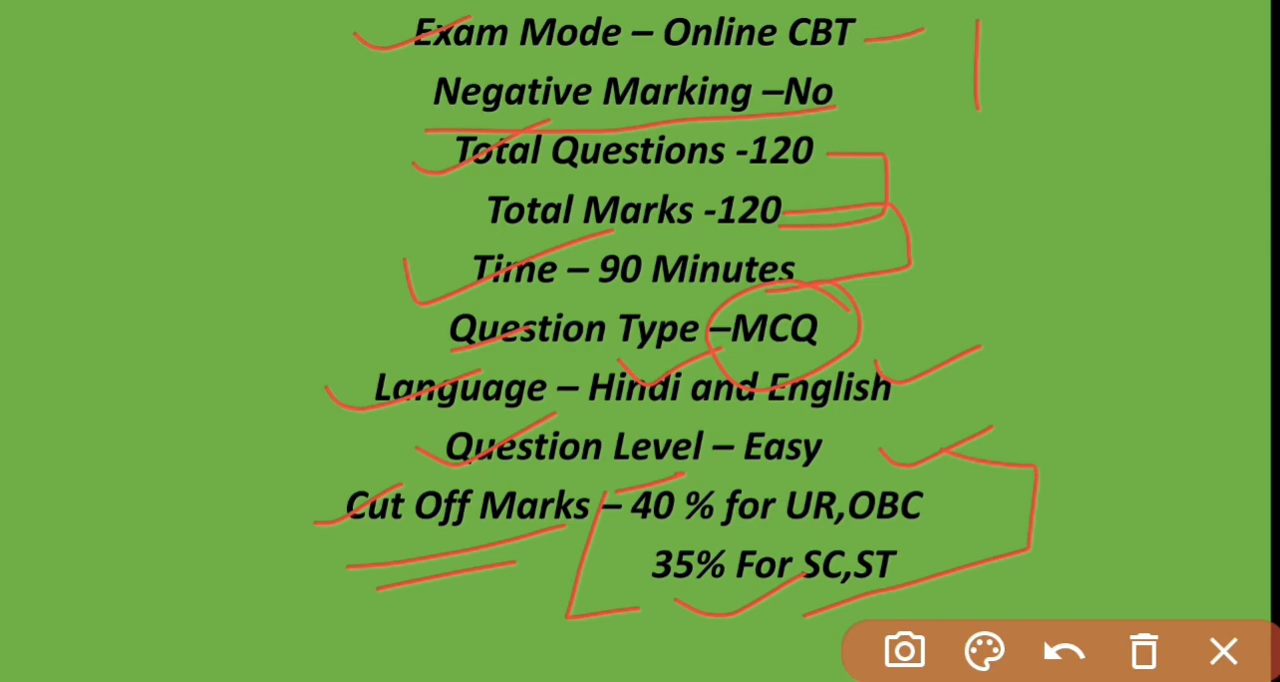 Exam Mode – Online CBT
Negative Marking –No
Total Questions -120
Total Marks -120
Time – 90 Minutes
Question Type –MCQ
Language – Hindi and English
Question Level – Easy
Cut Off Marks – 40 % for UR,OBC
35% For SC,ST